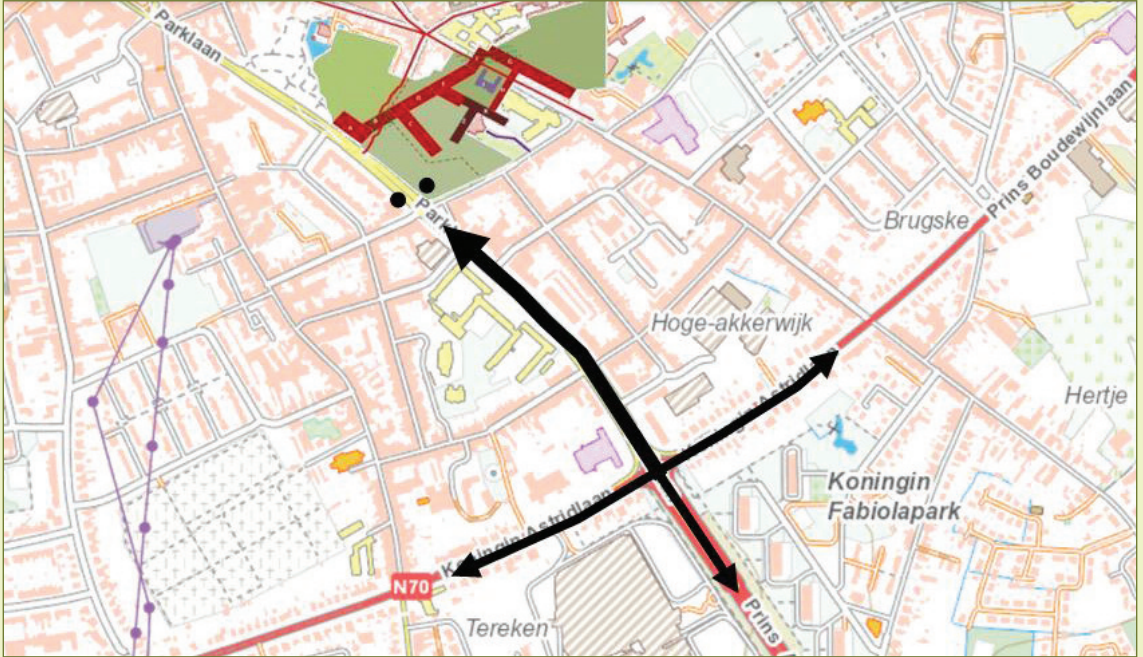 Parklaan
Prins Boudewijnlaan
Brugske
Park
Hoge-akkerwijk
Hertje
Koningin Astridlaan
Koningin
Fabiolapark
N70
Tereken
Prins